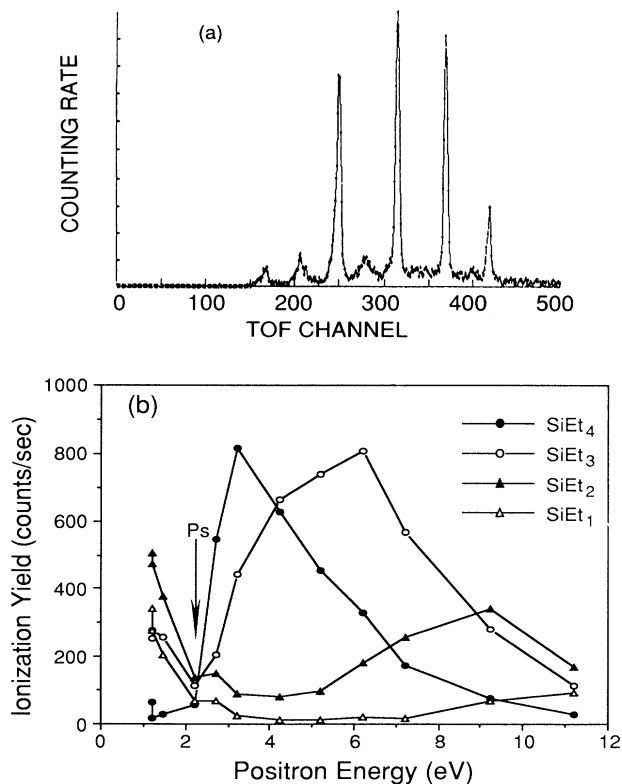 (a)
COUNTING RATE
0 100 200 300 400 500
TOF CHANNEL
(b)
1000
800
600
400
200
0
Ionization Yield (counts/sec)
SiEt4
SiEt3
SiEt2
SiEt1
Ps
0 2 4 6 8 10 12
Positron Energy (eV)